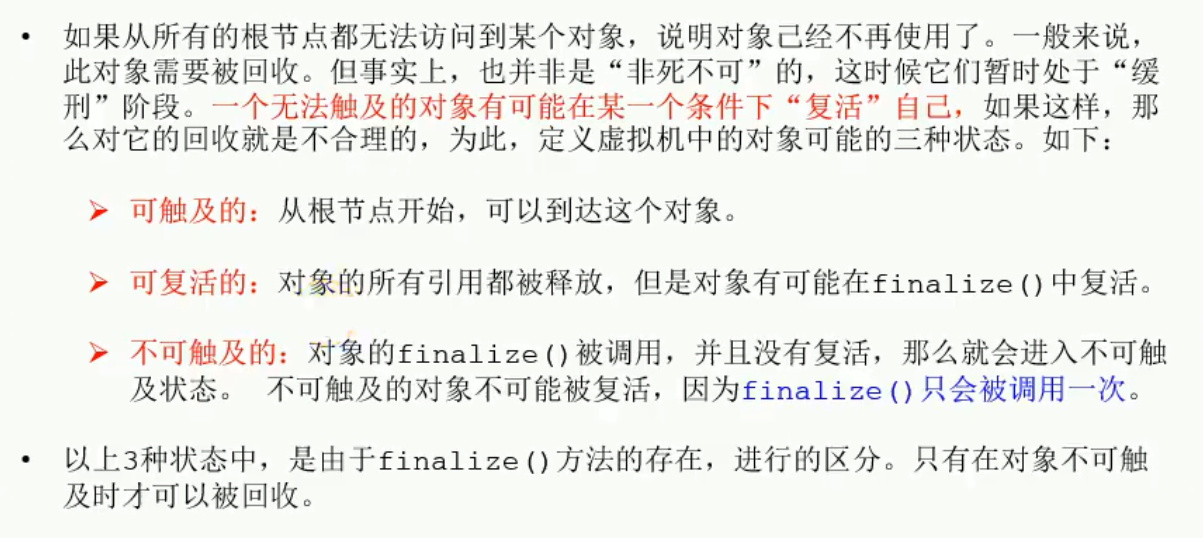 • 如果从所有的根节点都无法访问到某个对象，说明对象己经不再使用了。一般来说，
此对象需要被回收。但事实上，也并非是“非死不可”的，这时候它们暂时处于“缓
刑”阶段。一个无法触及的对象有可能在某一个条件下“复活”自己，如果这样，那
么对它的回收就是不合理的，为此，定义虚拟机中的对象可能的三种状态。如下：
➢ 可触及的：从根节点开始，可以到达这个对象。
➢ 可复活的：对象的所有引用都被释放，但是对象有可能在finalize()中复活。
➢ 不可触及的：对象的finalize()被调用，并且没有复活，那么就会进入不可触
及状态。 不可触及的对象不可能被复活，因为finalize()只会被调用一次。
• 以上3种状态中，是由于finalize()方法的存在，进行的区分。只有在对象不可触
及时才可以被回收。